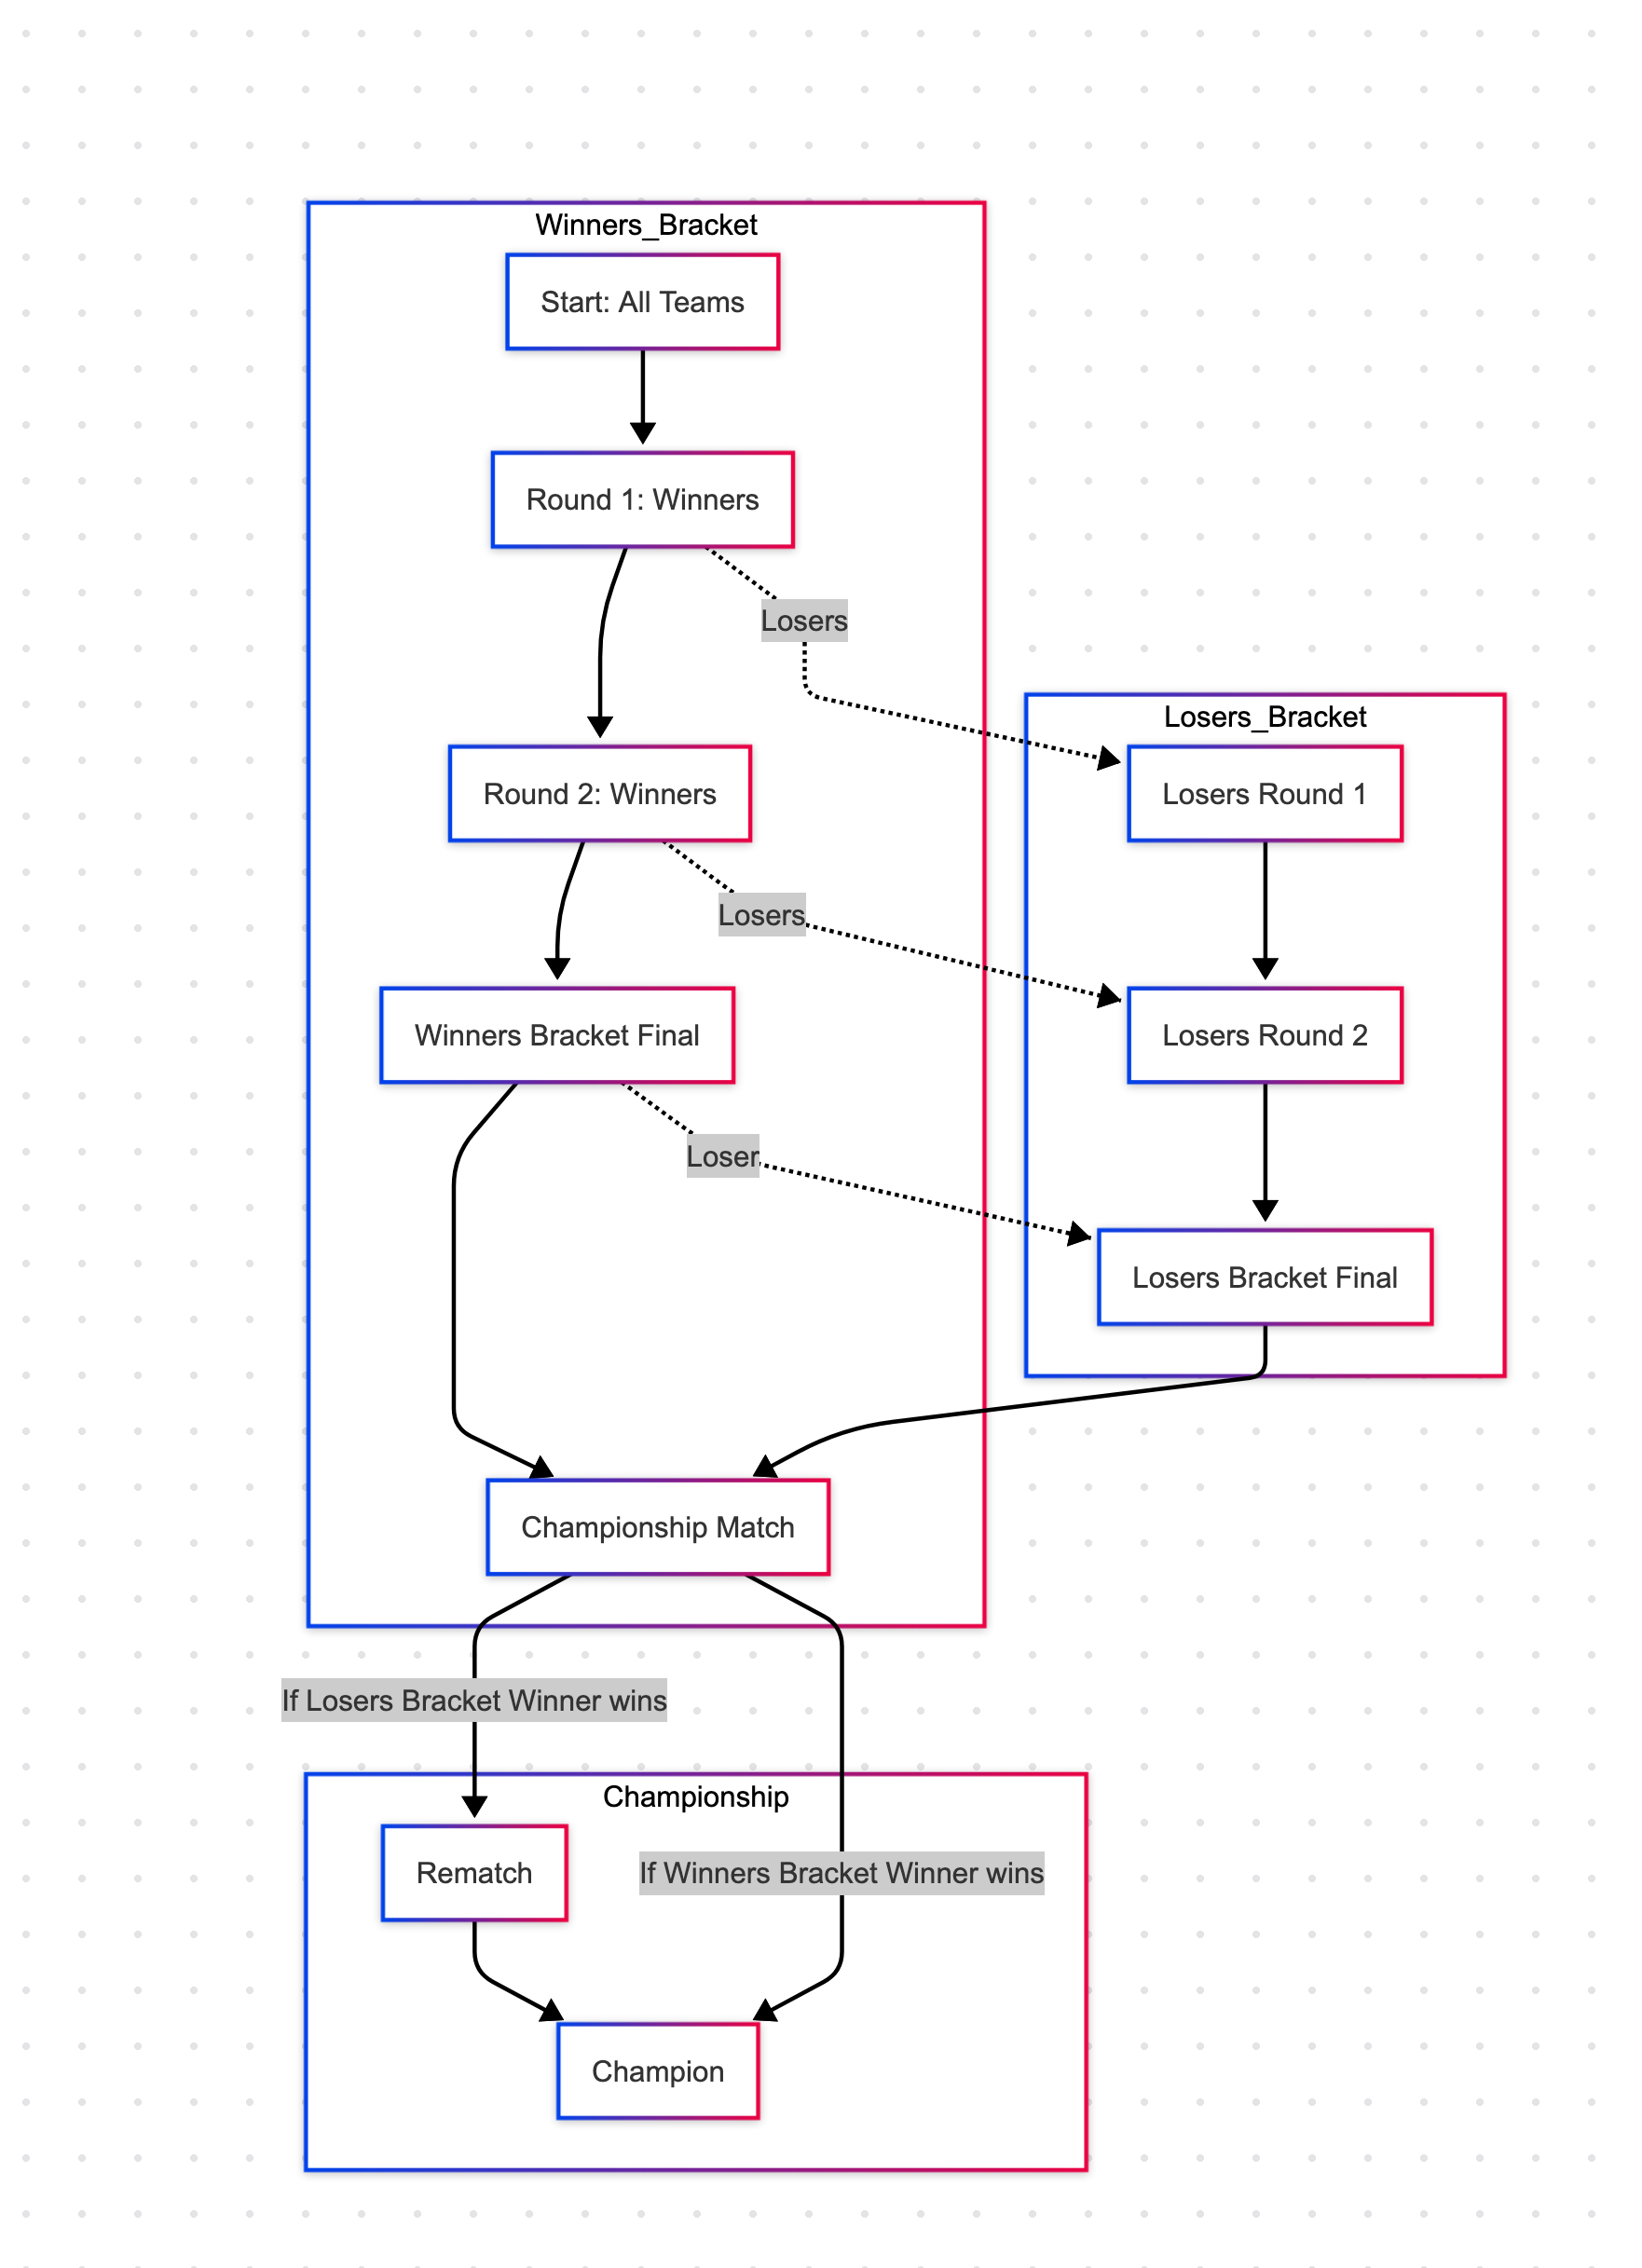 Winners_Bracket
Start: All Teams
Round 1: Winners
Losers
Losers_Bracket
Round 2: Winners
Losers Round 1
Losers
Winners Bracket Final
Losers Round 2
Loser
Losers Bracket Final
Championship Match
If Losers Bracket Winner wins
Championship
Rematch
If Winners Bracket Winner wins
Champion